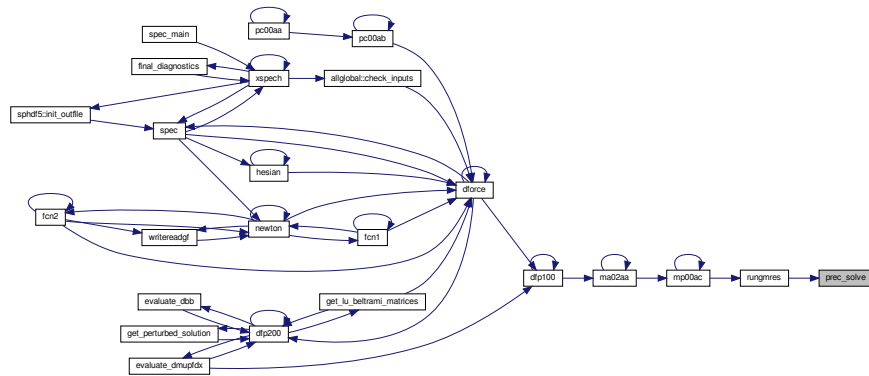 pc00aa
pc00ab
spec_main
final_diagnostics
xspech
allglobal::check_inputs
sphdf5::init_outfile
spec
hesian
dforce
fcn2
writereadgf
newton
fcn1
dfp100
ma02aa
mp00ac
rungmres
prec_solve
evaluate_dbb
get_lu_beltrami_matrices
get_perturbed_solution
dfp200
evaluate_dmupfdx